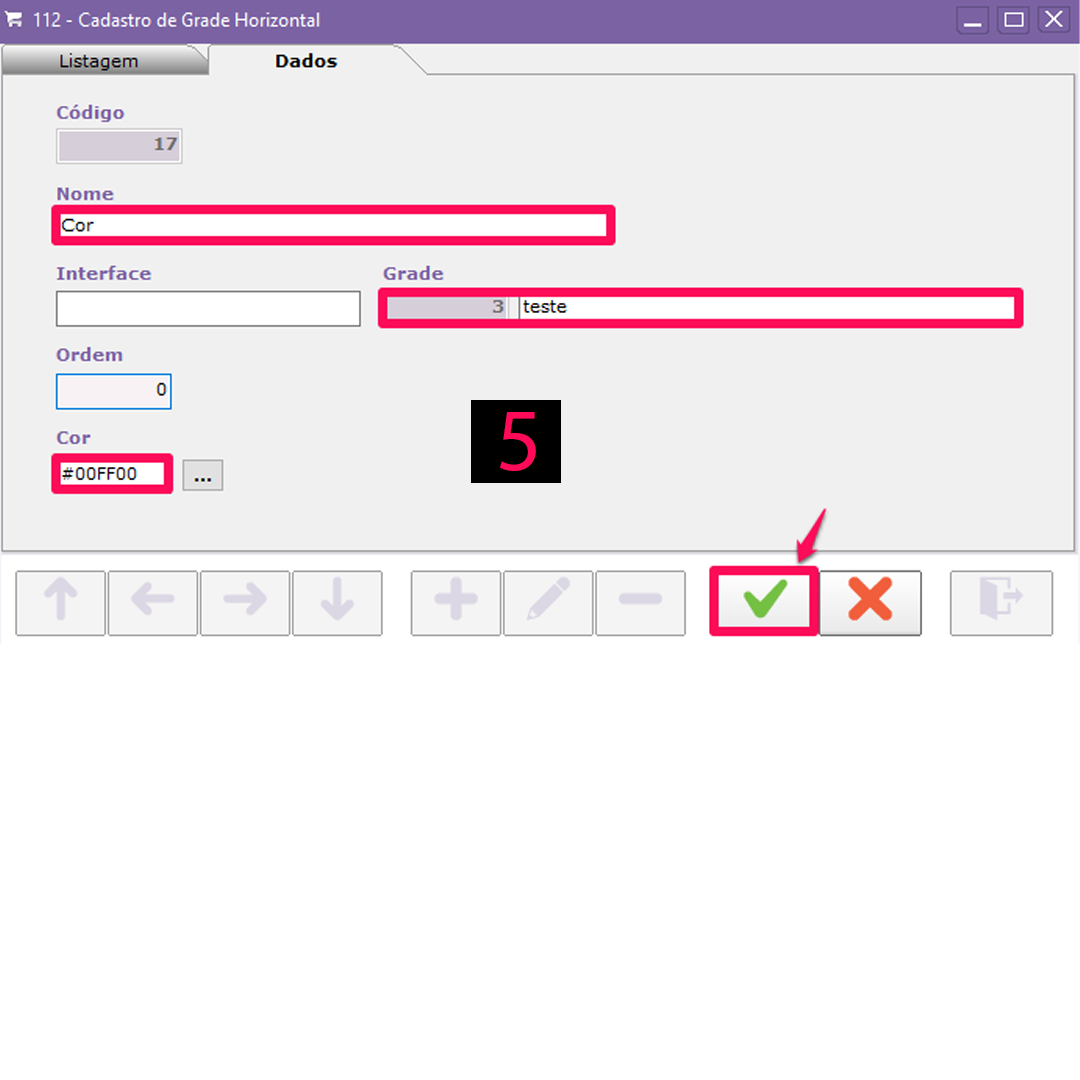 112 - Cadastro de Grade Horizontal
Listagem
Dados
Código
17
Nome
Cor
Interface
Grade
3
teste
Ordem
0
Cor
#00FF00
...
5